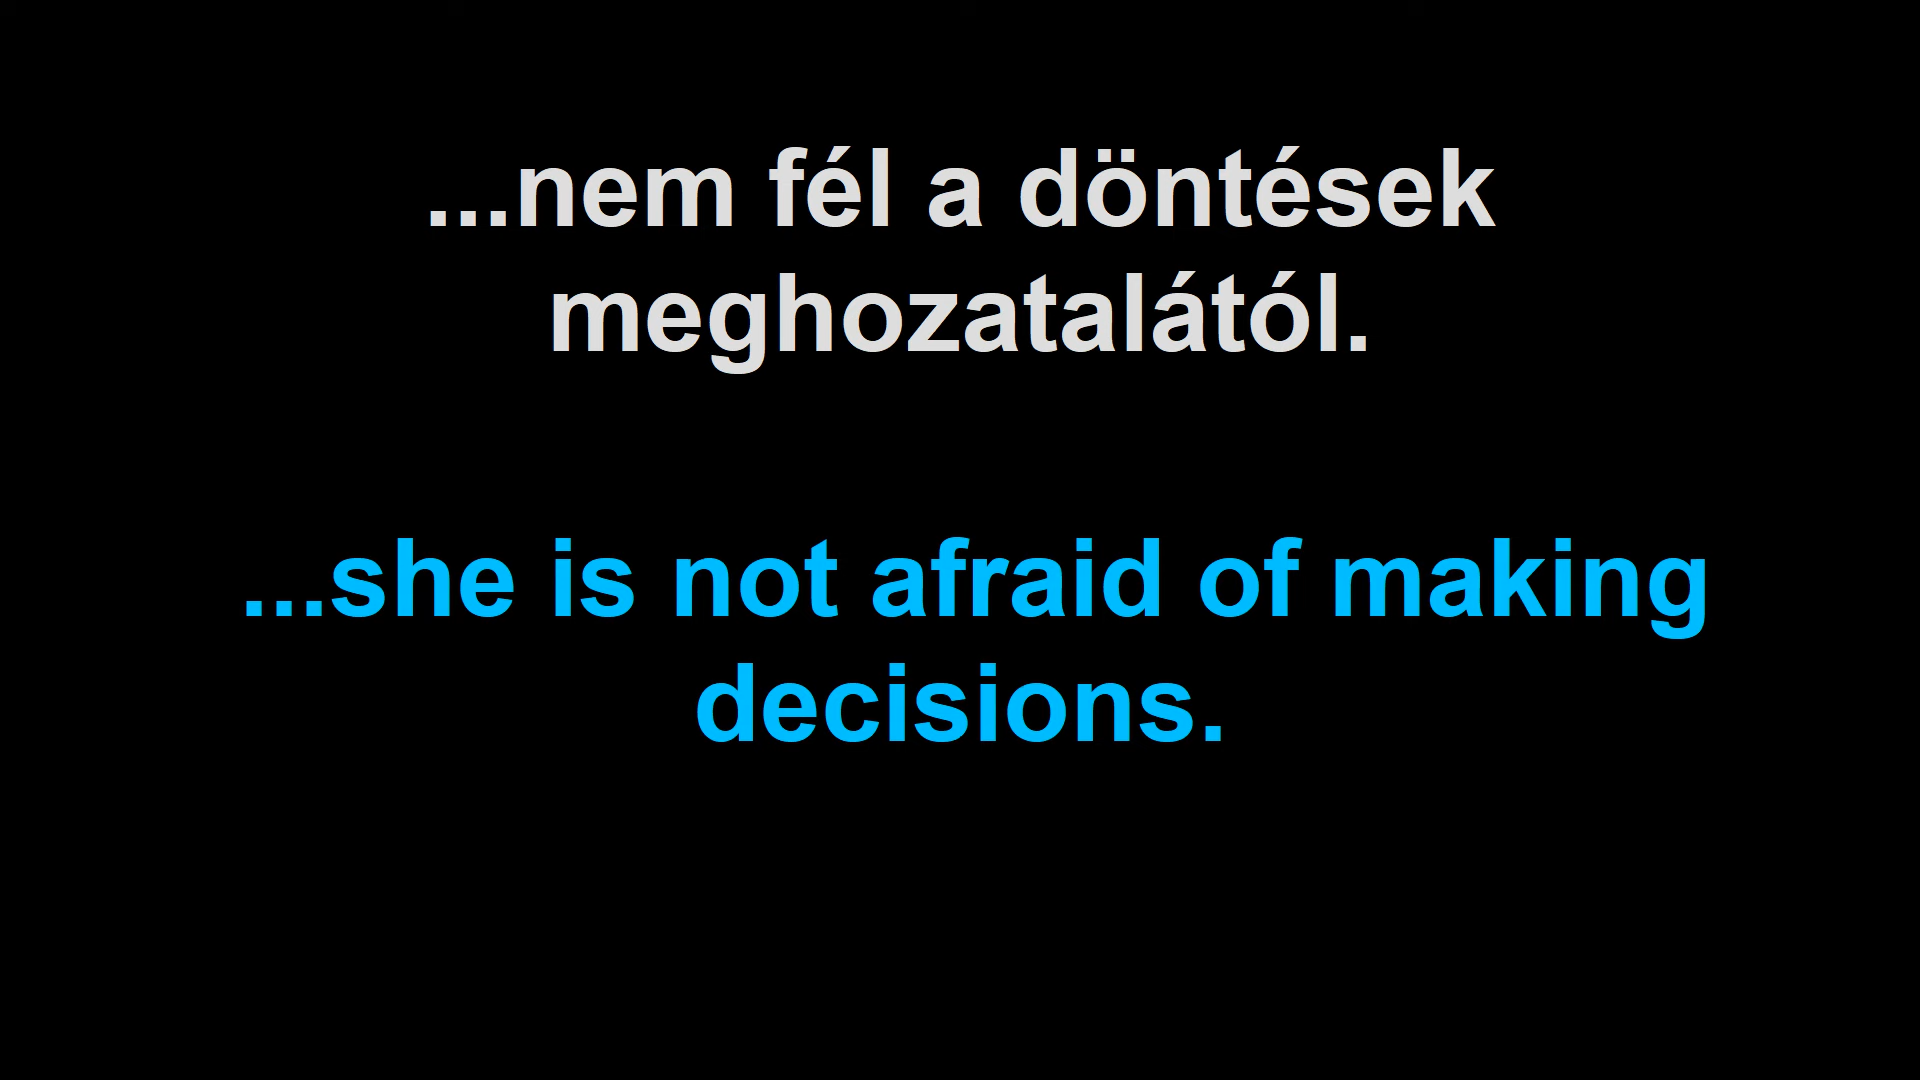 ...nem fél a döntések
meghozatalától.
...she is not afraid of making
decisions.